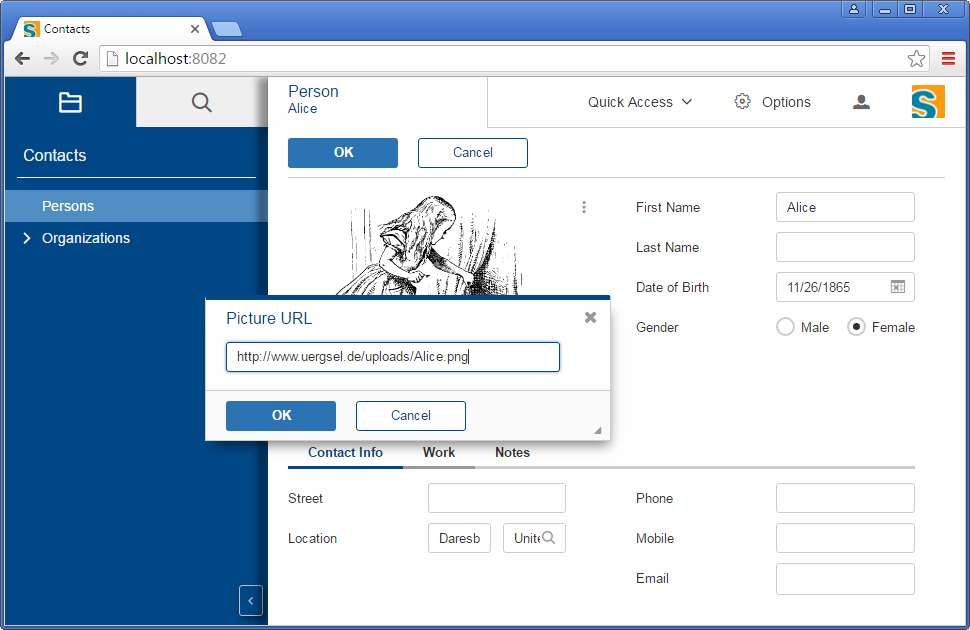 Contacts
localhost:8082
Person
Alice
Quick Access
Options
Contacts
OK
Cancel
Persons
Organizations
First Name
Alice
Last Name
Date of Birth
11/26/1865
Gender
Male
Female
Picture URL
http://www.uergsel.de/uploads/Alice.png
OK
Cancel
Contact Info
Work
Notes
Street
Phone
Location
Daresb
Unite
Mobile
Email